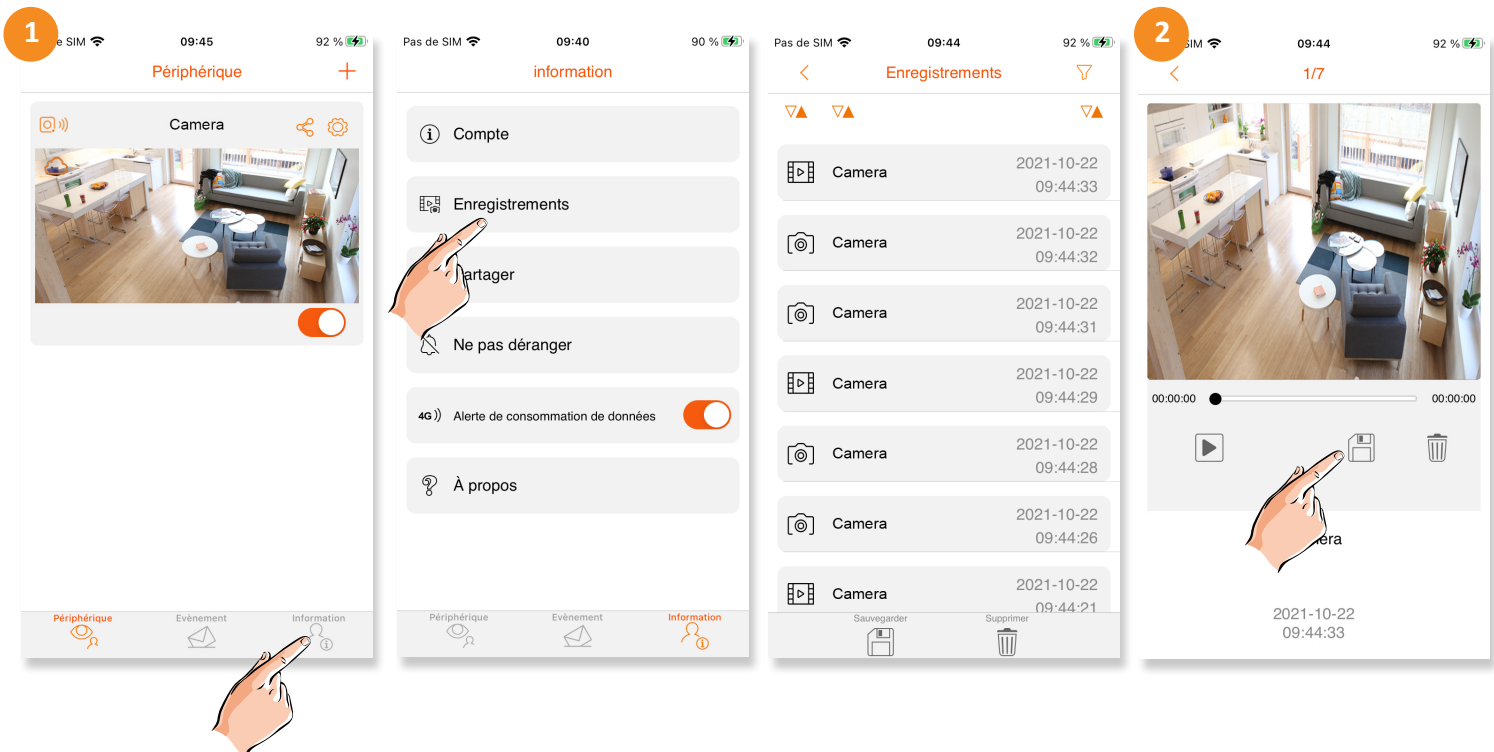 1
e SIM
09:45
92 %
Périphérique
Camera
Périphérique
Evènement
Information
Pas de SIM
09:40
90 %
information
Compte
Enregistrements
artager
Ne pas déranger
4G
Alerte de consommation de données
À propos
Périphérique
Evènement
Information
Pas de SIM
09:44
92 %
Enregistrements
Camera
2021-10-22
09:44:33
Camera
2021-10-22
09:44:32
Camera
2021-10-22
09:44:31
Camera
2021-10-22
09:44:29
Camera
2021-10-22
09:44:28
Camera
2021-10-22
09:44:26
Camera
2021-10-22
09:44:21
Sauvegarder
Supprimer
2
SIM
09:44
92 %
1/7
00:00:00
00:00:00
era
2021-10-22
09:44:33